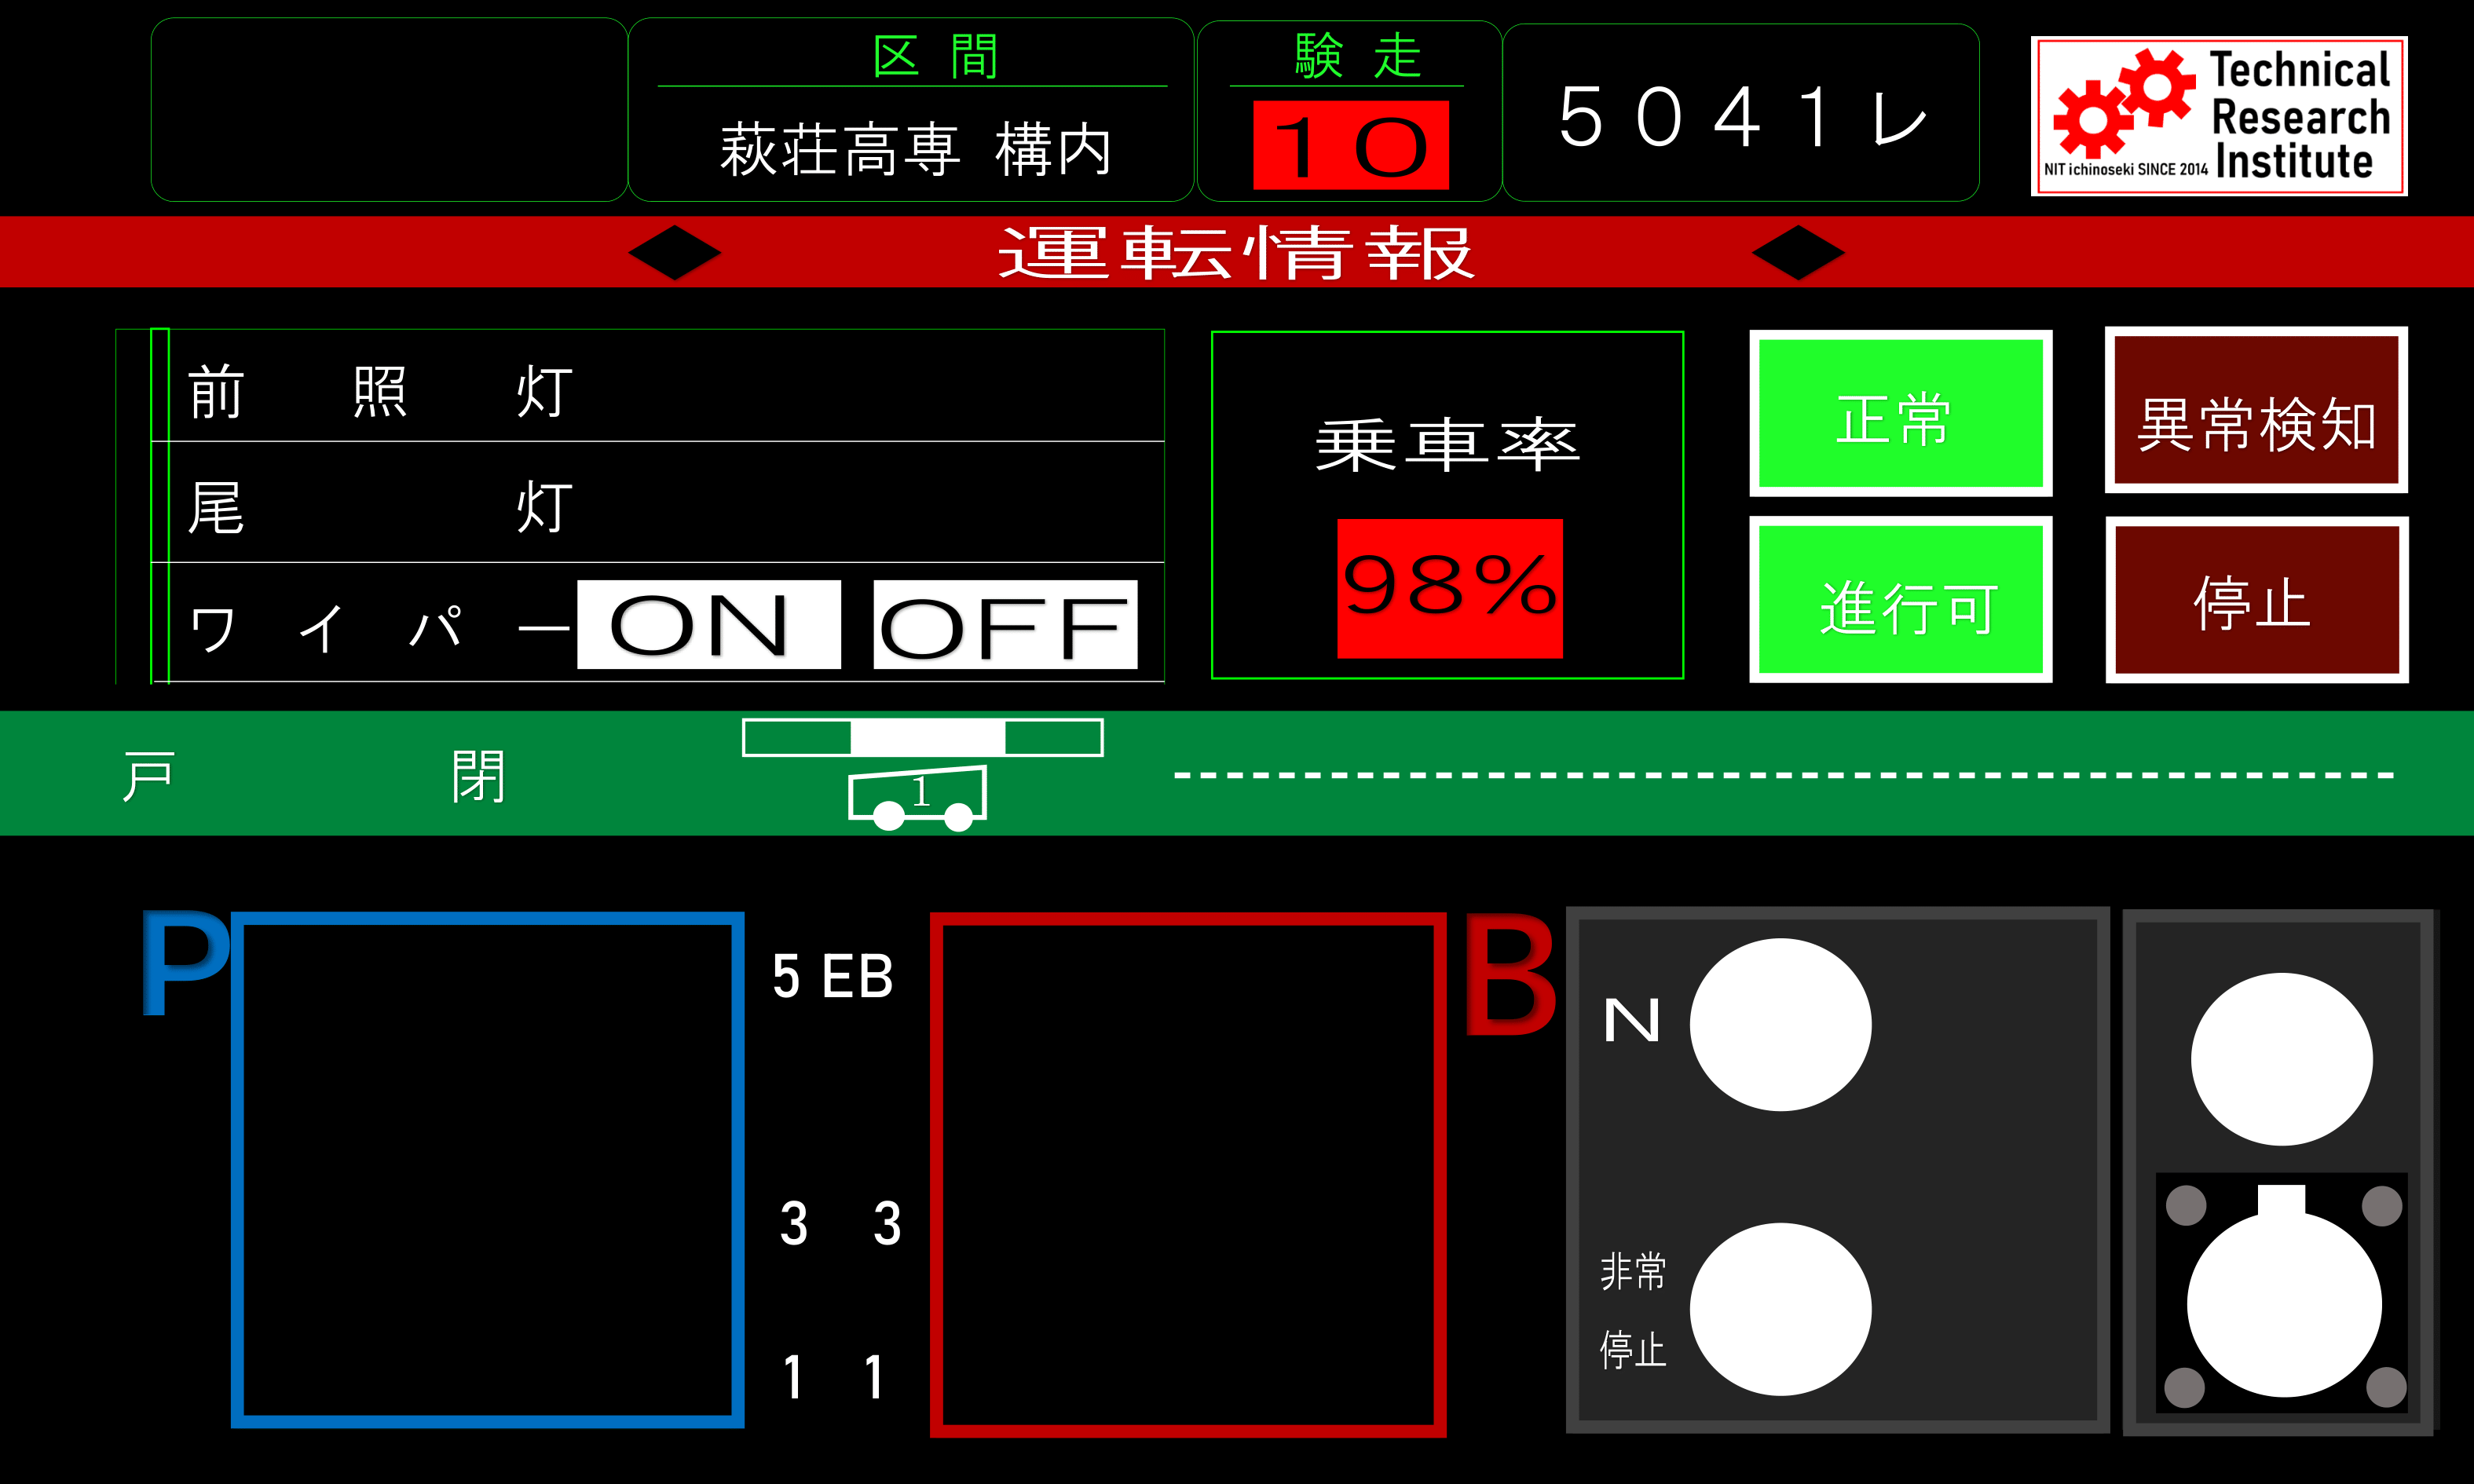 区間
萩荘高専 構内
験走
10
5041レ
Technical
Research
Institute
NIT ichinoseki SINCE 2014
運転情報
前照灯
尾灯
ワイパー ON OFF
乗車率
98%
正常
異常検知
進行可
停止
戸閉
1
P
5 EB
3 3
1 1
B
N
非常
停止